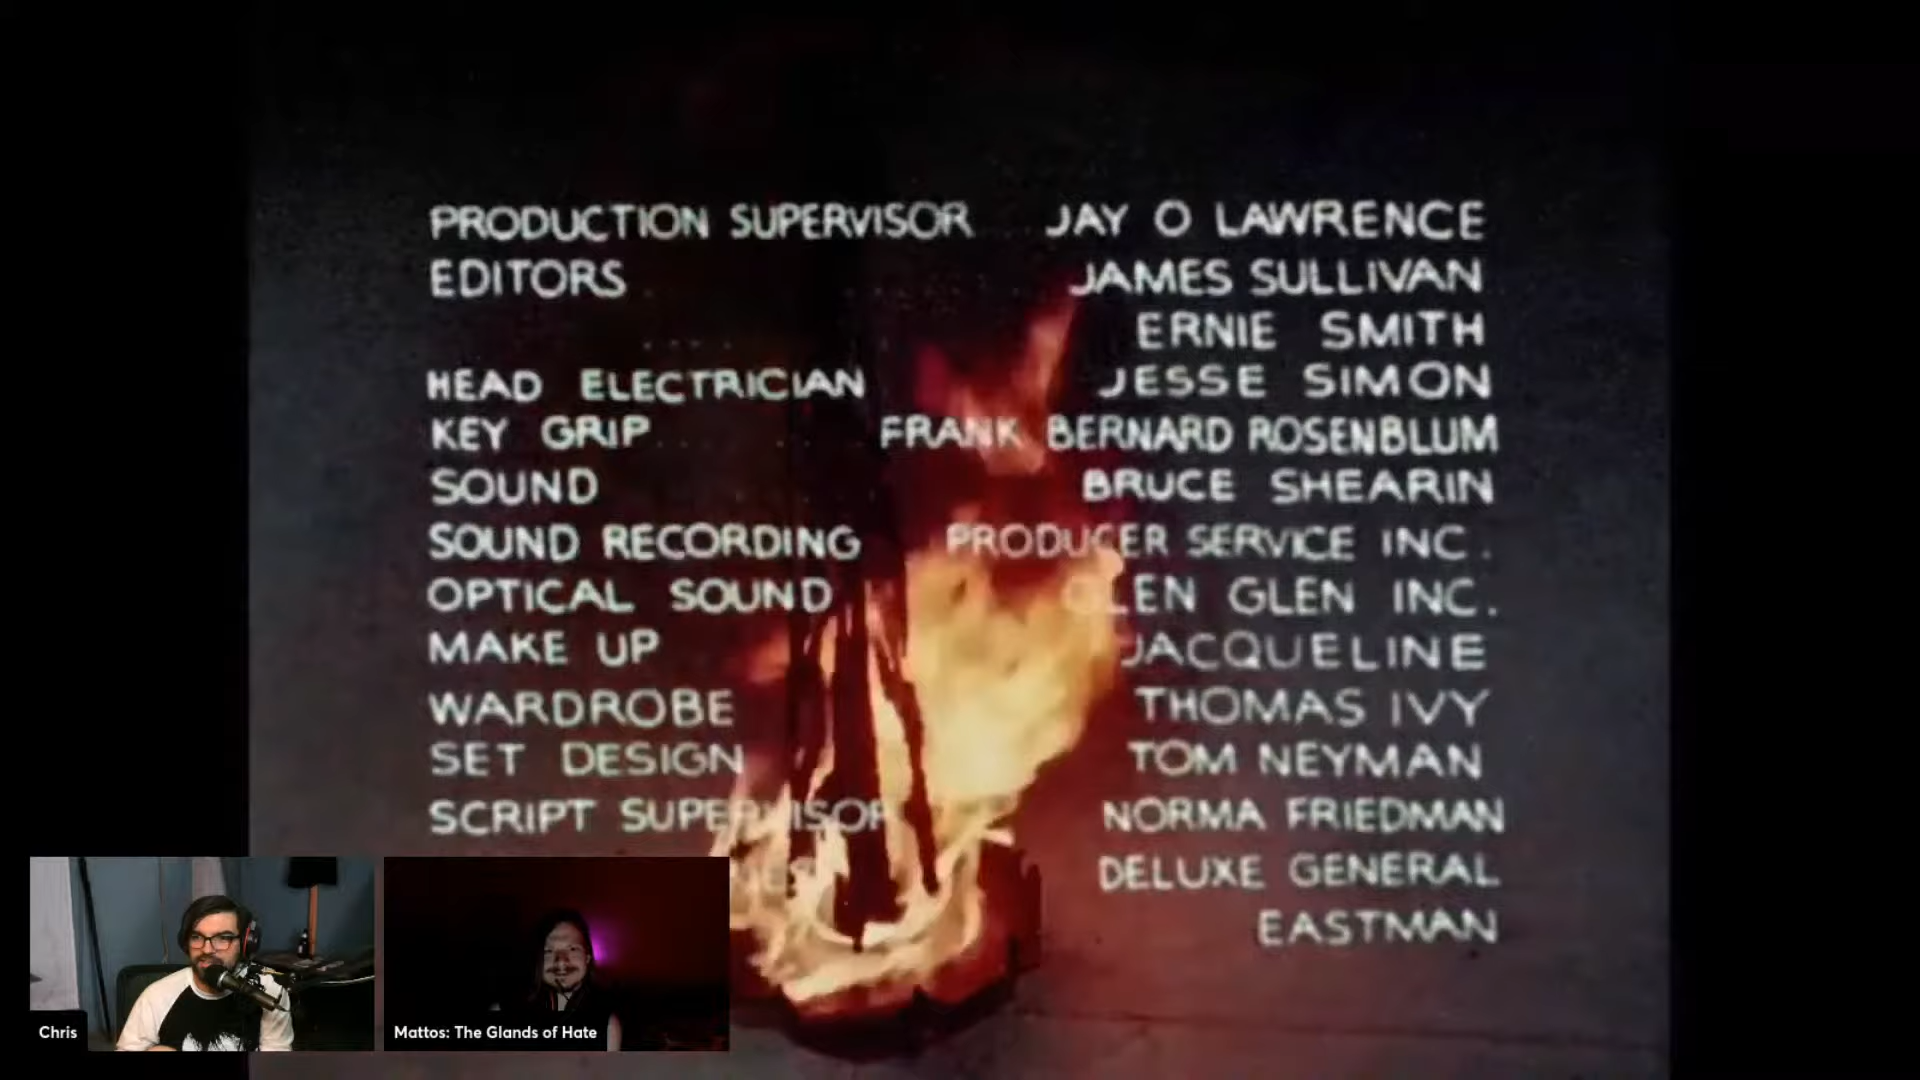 PRODUCTION SUPERVISOR JAY O LAWRENCE
EDITORS JAMES SULLIVAN
ERNIE SMITH
HEAD ELECTRICIAN JESSE SIMON
KEY GRIP FRANK BERNARD ROSENBLUM
SOUND BRUCE SHEARIN
SOUND RECORDING PRODUCER SERVICE INC.
OPTICAL SOUND GLEN GLEN INC.
MAKE UP JACQUELINE
WARDROBE THOMAS IVY
SET DESIGN TOM NEYMAN
SCRIPT SUPERVISOR NORMA FRIEDMAN
DELUXE GENERAL
EASTMAN
Chris
Mattos: The Glands of Hate